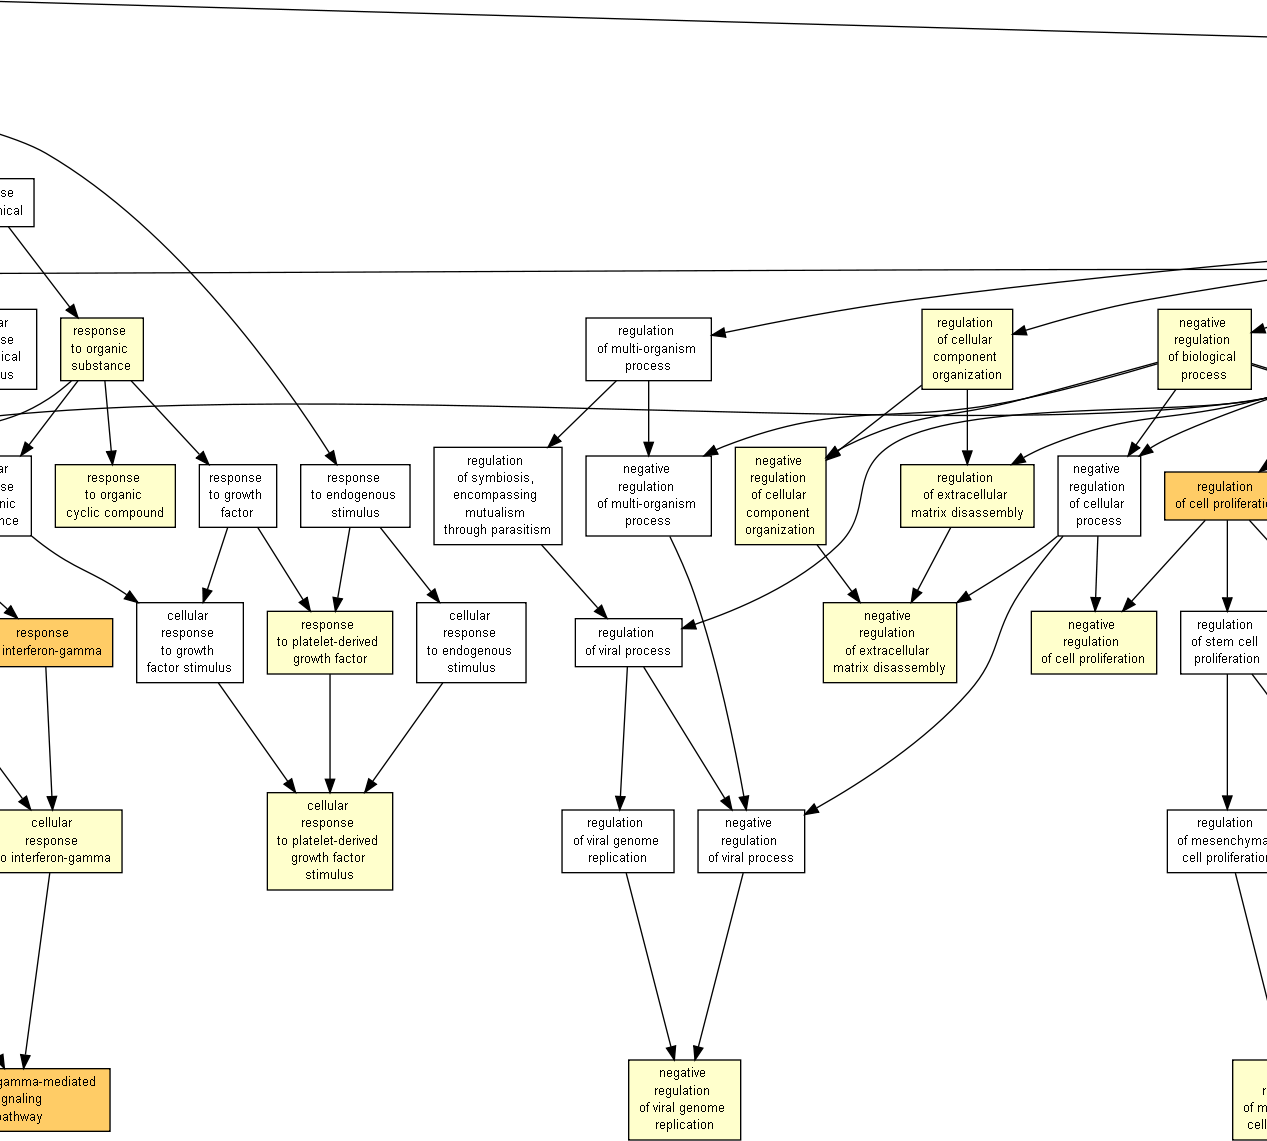 se
nical
ar
se
ical
us
response
to organic
substance
regulation
of multi-organism
process
regulation
of cellular
component
organization
negative
regulation
of biological
process
ar
se
nic
nce
response
to organic
cyclic compound
response
to growth
factor
response
to endogenous
stimulus
regulation
of symbiosis,
encompassing
mutualism
through parasitism
negative
regulation
of multi-organism
process
negative
regulation
of cellular
component
organization
regulation
of extracellular
matrix disassembly
negative
regulation
of cellular
process
regulation
of cell proliferatio
response
interferon-gamma
cellular
response
to growth
factor stimulus
response
to platelet-derived
growth factor
cellular
response
to endogenous
stimulus
regulation
of viral process
negative
regulation
of extracellular
matrix disassembly
negative
regulation
of cell proliferation
regulation
of stem cell
proliferation
cellular
response
o interferon-gamma
cellular
response
to platelet-derived
growth factor
stimulus
regulation
of viral genome
replication
negative
regulation
of viral process
regulation
of mesenchyma
cell proliferation
gamma-mediated
gnaling
pathway
negative
regulation
of viral genome
replication
r
of m
cell